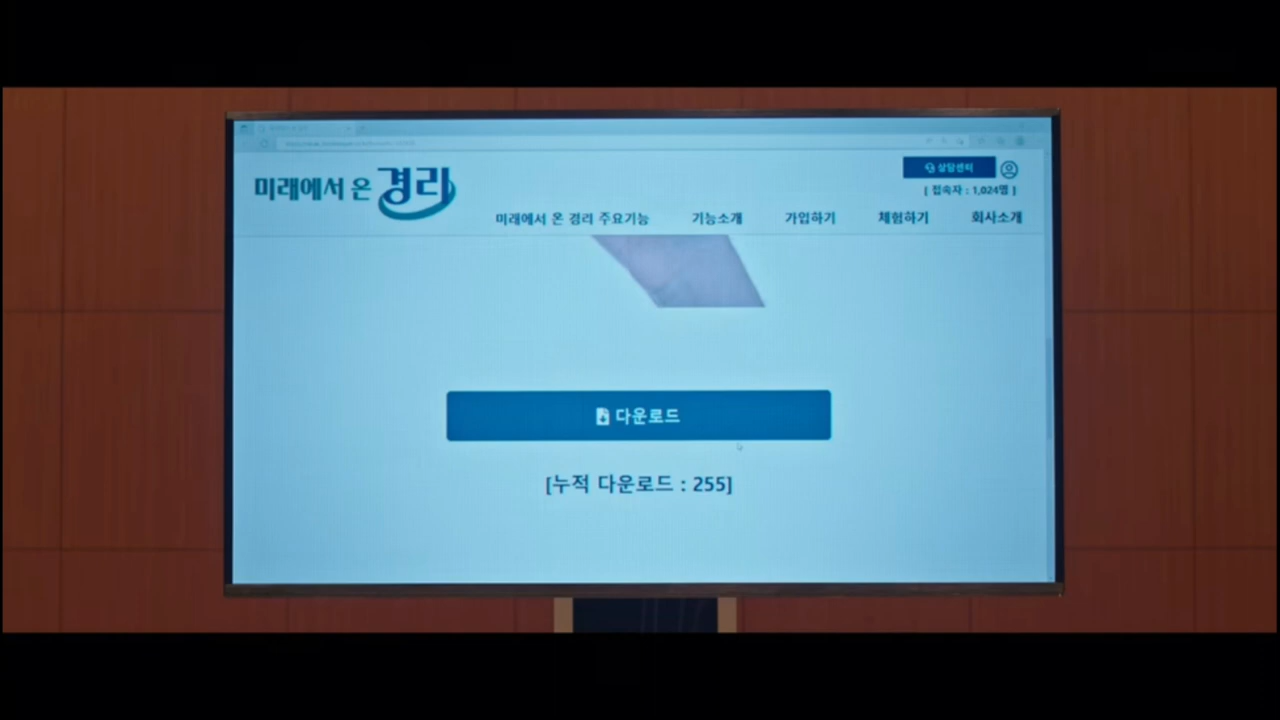 미래에서 온 경리
상담센터
[ 접속자 : 1,024명 ]
미래에서 온 경리 주요기능 기능소개 가입하기 체험하기 회사소개
다운로드
[누적 다운로드 : 255]